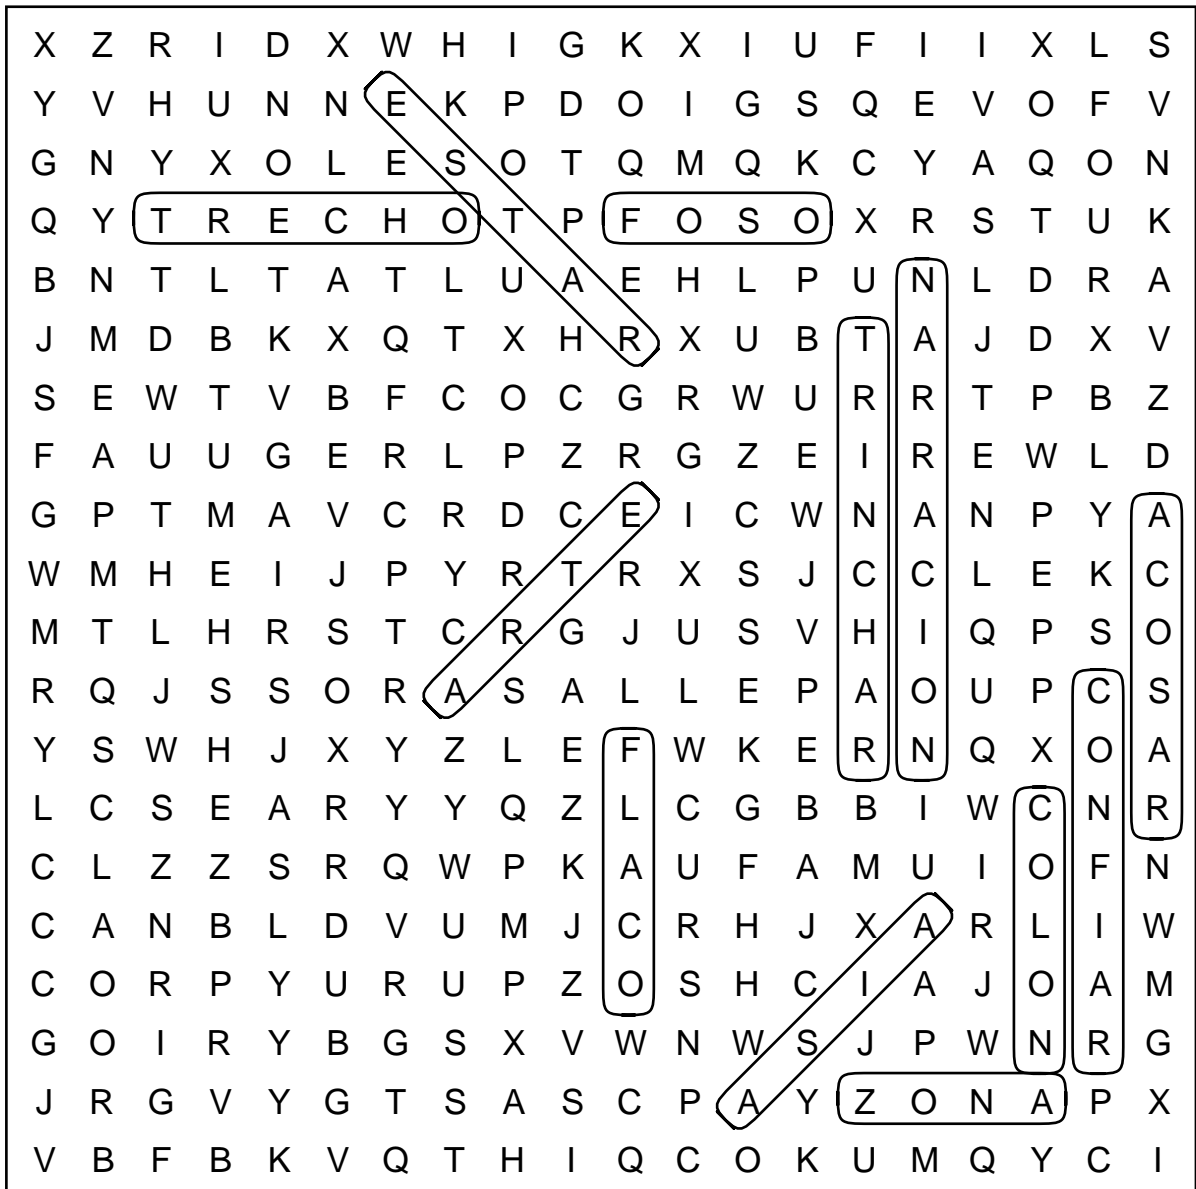 X Z R I D X W H I G K X I U F I I X L S
Y V H U N N E K P D O I G S Q E V O F V
G N Y X O L E S O T Q M Q K C Y A Q O N
Q Y T R E C H O T P F O S O X R S T U K
B N T L T A T L U A E H L P U N L D R A
J M D B K X Q T X H R X U B T A J D X V
S E W T V B F C O C G R W U R R T P B Z
F A U U G E R L P Z R G Z E I R E W L D
G P T M A V C R D C E I C W N A N P Y A
W M H E I J P Y R T R X S J C C L E K C
M T L H R S T C R G J U S V H I Q P S O
R Q J S S O R A S A L L E P A O U P C S
Y S W H J X Y Z L E F W K E R N Q X O A
L C S E A R Y Y Q Z L C G B B I W C N R
C L Z Z S R Q W P K A U F A M U I O F N
C A N B L D V U M J C R H J X A R L I W
C O R P Y U R U P Z O S H C I A J O A M
G O I R Y B G S X V W N W S J P W N R G
J R G V Y G T S A S C P A Y Z O N A P X
V B F B K V Q T H I Q C O K U M Q Y C I